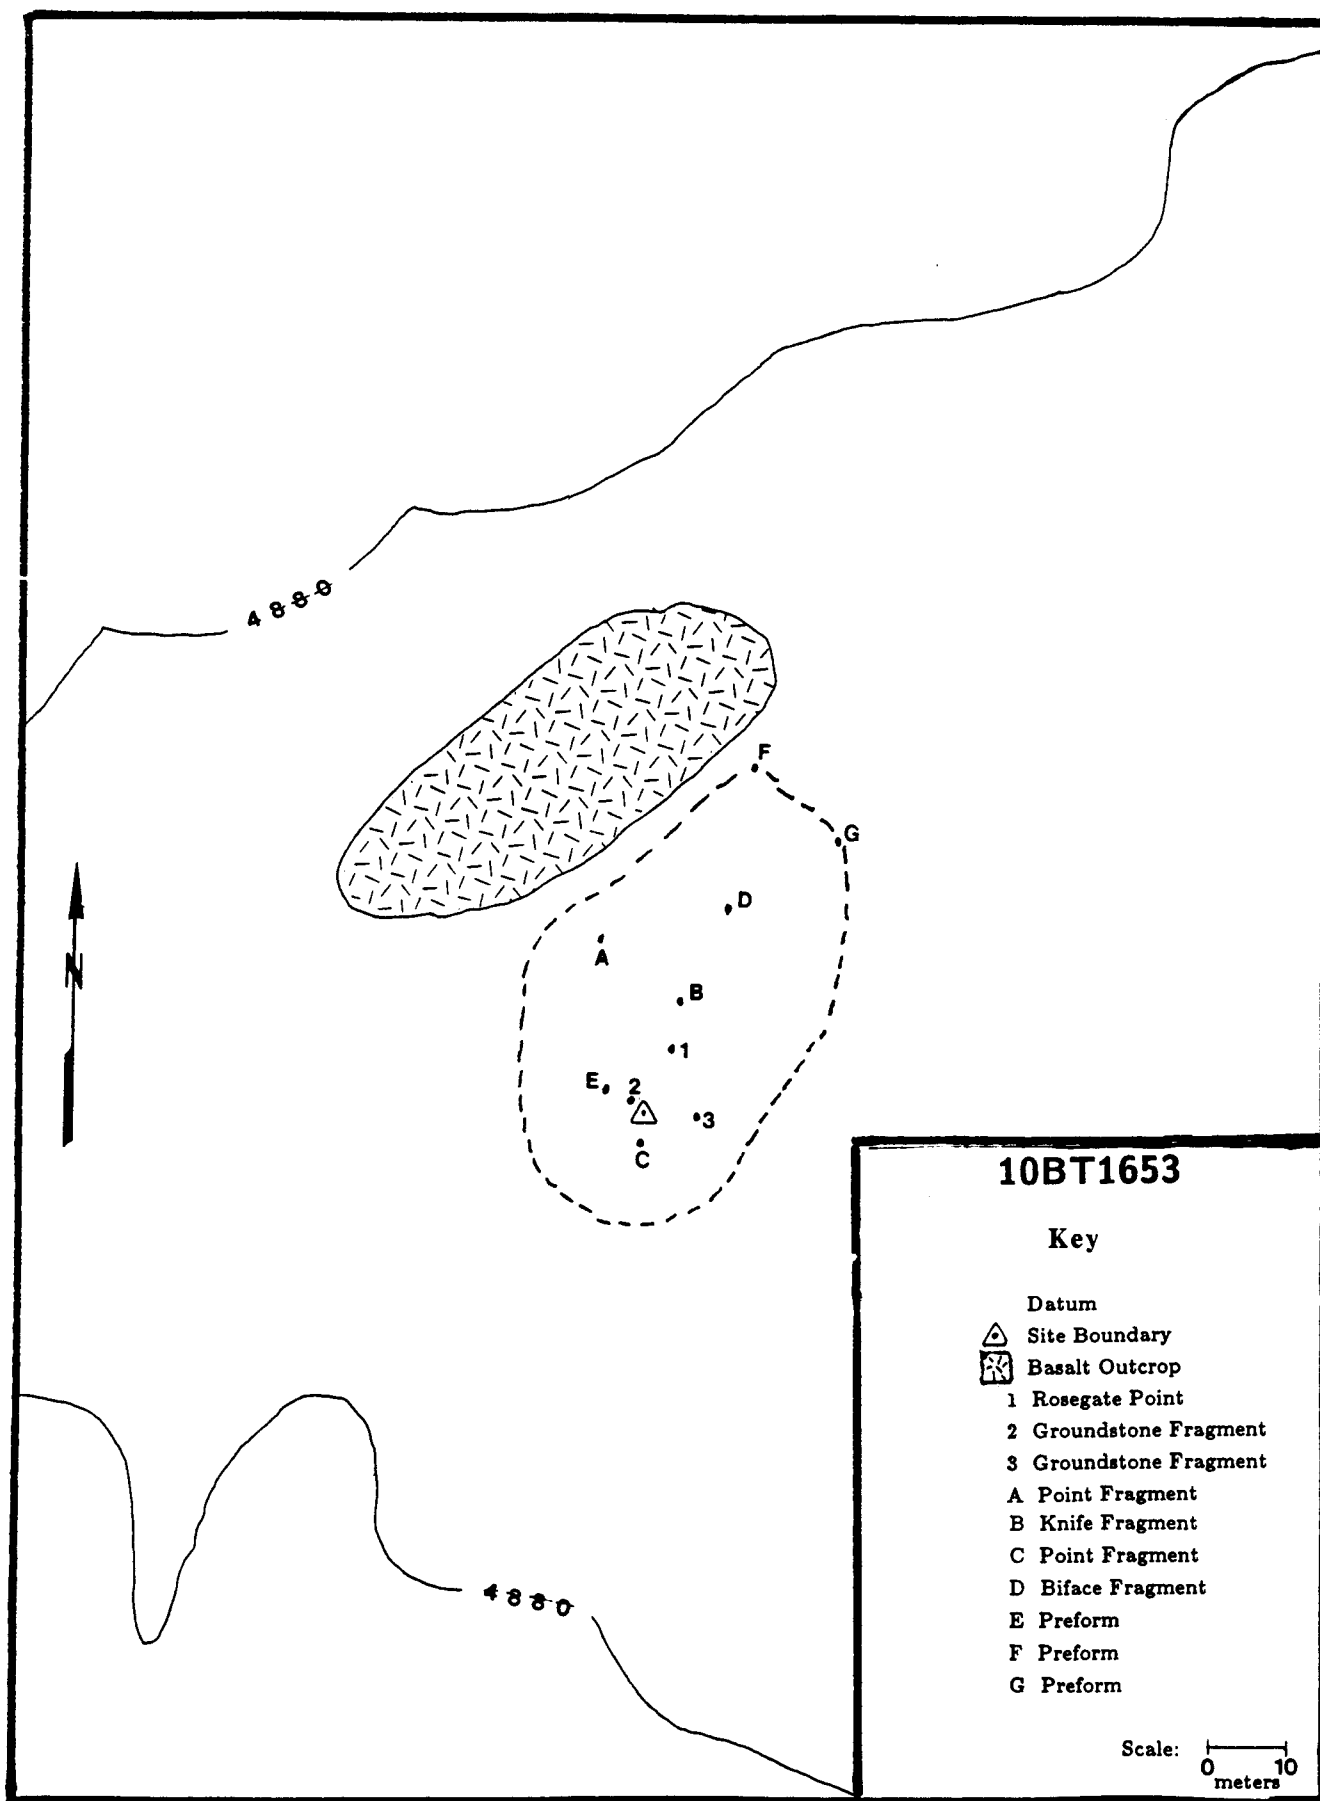 4880
F
G
D
A
N
B
1
E
2
3
C
10BT1653
Key
Datum
Site Boundary
Basalt Outcrop
1 Rosegate Point
2 Groundstone Fragment
3 Groundstone Fragment
A Point Fragment
B Knife Fragment
C Point Fragment
D Biface Fragment
E Preform
F Preform
G Preform
4880
Scale:
0 10
meters